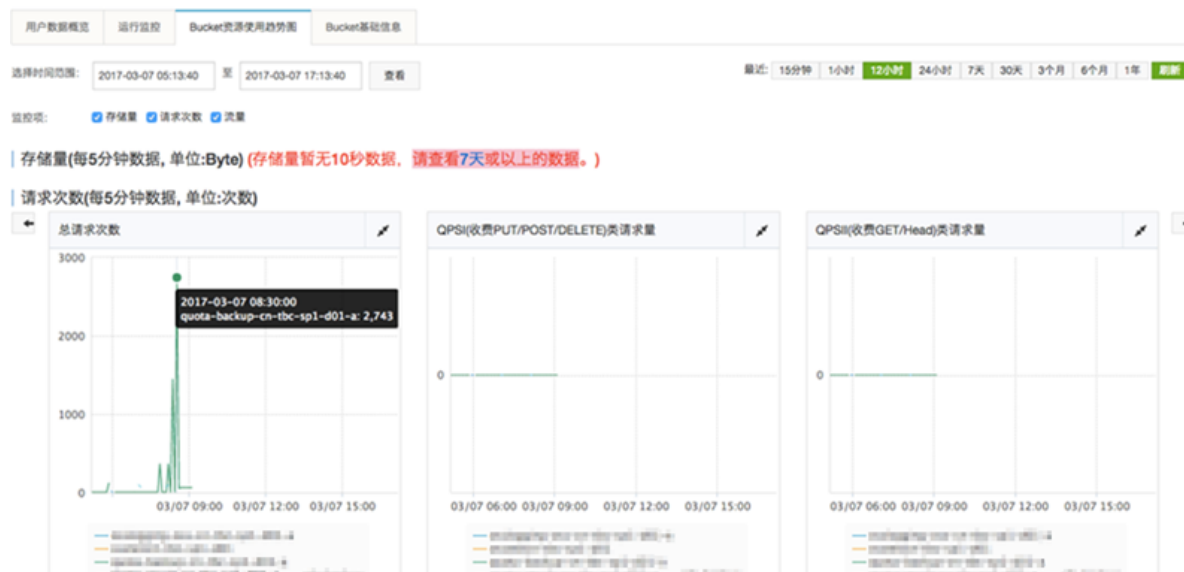 用户数据概览 运行监控 Bucket资源使用趋势图 Bucket基础信息
选择时间范围: 2017-03-07 05:13:40 至 2017-03-07 17:13:40 查看 最近: 15分钟 1小时 12小时 24小时 7天 30天 3个月 6个月 1年 刷新
监控项: 存储量 请求次数 流量
存储量(每5分钟数据, 单位:Byte) (存储量暂无10秒数据, 请查看7天或以上的数据。)
请求次数(每5分钟数据, 单位:次数)
总请求次数
3000
2017-03-07 08:30:00
quota-backup-cn-tbc-sp1-d01-a: 2,743
2000
1000
0
03/07 09:00 03/07 12:00 03/07 15:00
QPSI(收费PUT/POST/DELETE)类请求量
0
03/07 06:00 03/07 09:00 03/07 12:00 03/07 15:00
QPSII(收费GET/Head)类请求量
0
03/07 06:00 03/07 09:00 03/07 12:00 03/07 15:00